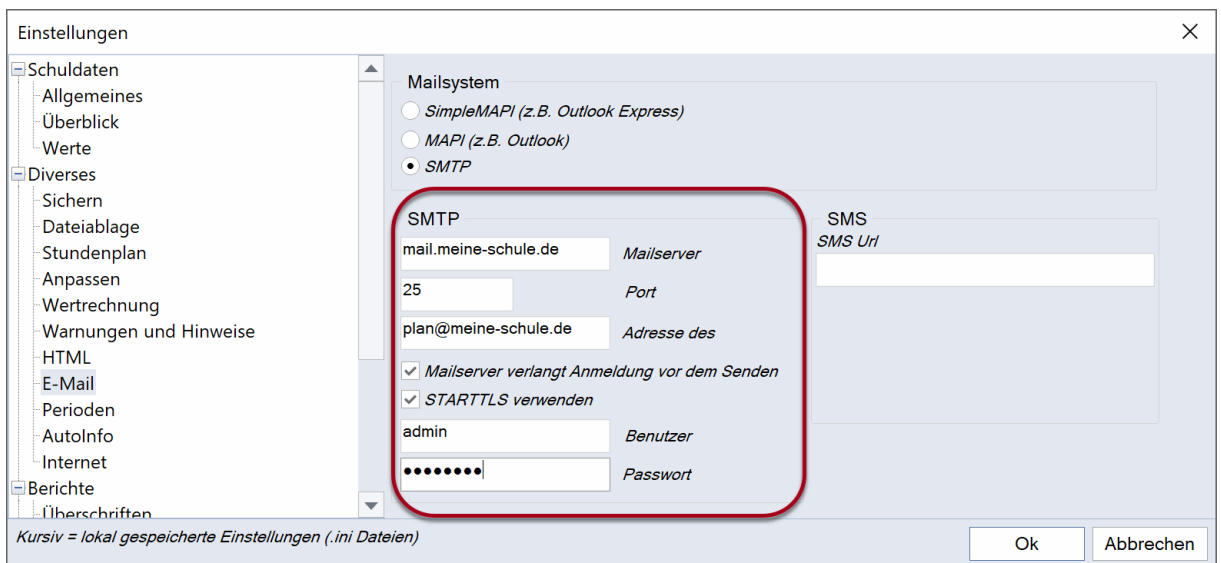 Einstellungen
Schuldaten
Allgemeines
Überblick
Werte
Diverses
Sichern
Dateiablage
Stundenplan
Anpassen
Wertrechnung
Warnungen und Hinweise
HTML
E-Mail
Perioden
AutoInfo
Internet
Berichte
Überschriften
Mailsystem
SimpleMAPI (z.B. Outlook Express)
MAPI (z.B. Outlook)
SMTP
SMTP
mail.meine-schule.de Mailserver
25 Port
plan@meine-schule.de Adresse des
Mailserver verlangt Anmeldung vor dem Senden
STARTTLS verwenden
admin Benutzer
●●●●●●●● Passwort
SMS
SMS Url
Kursiv = lokal gespeicherte Einstellungen (.ini Dateien)
Ok Abbrechen